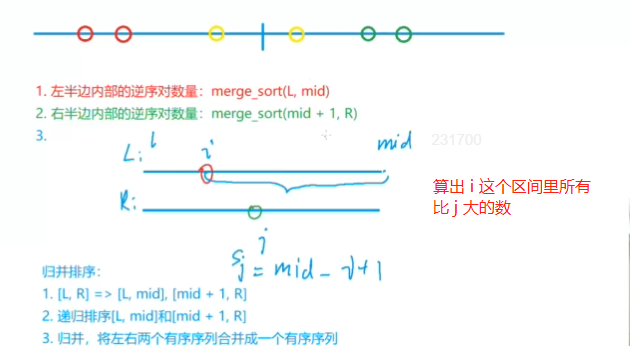 1. 左半边内部的逆序对数量：merge_sort(L, mid)
2. 右半边内部的逆序对数量：merge_sort(mid + 1, R)
3.
231700
L: l i mid
算出 i 这个区间里所有
比 j 大的数
R:
j
Sj = mid - i + 1
归并排序：
1. [L, R] => [L, mid], [mid + 1, R]
2. 递归排序[L, mid]和[mid + 1, R]
3. 归并，将左右两个有序序列合并成一个有序序列